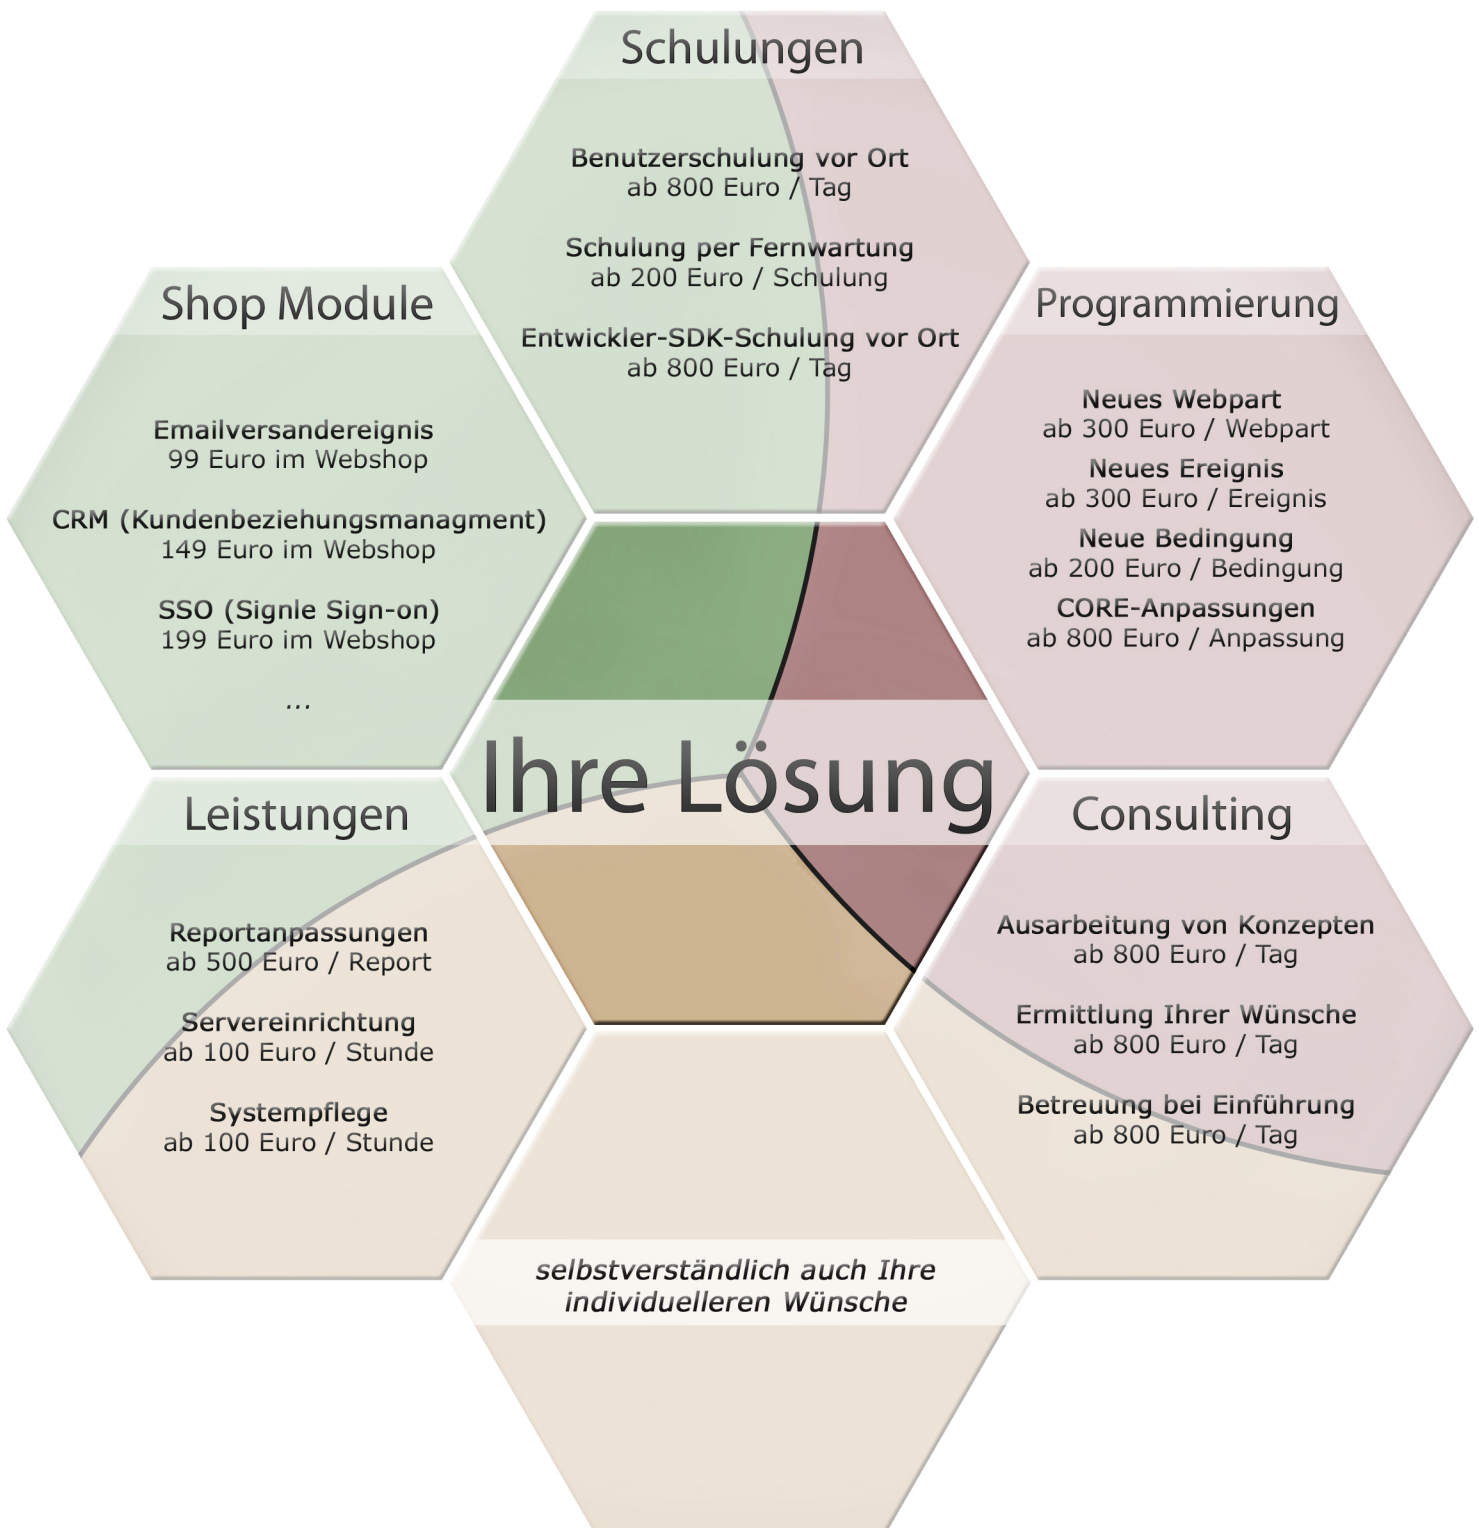 Schulungen
Benutzerschulung vor Ort
ab 800 Euro / Tag
Schulung per Fernwartung
ab 200 Euro / Schulung
Entwickler-SDK-Schulung vor Ort
ab 800 Euro / Tag
Shop Module
Emailversandereignis
99 Euro im Webshop
CRM (Kundenbeziehungsmanagment)
149 Euro im Webshop
SSO (Signle Sign-on)
199 Euro im Webshop
...
Programmierung
Neues Webpart
ab 300 Euro / Webpart
Neues Ereignis
ab 300 Euro / Ereignis
Neue Bedingung
ab 200 Euro / Bedingung
CORE-Anpassungen
ab 800 Euro / Anpassung
Ihre Lösung
Leistungen
Reportanpassungen
ab 500 Euro / Report
Servereinrichtung
ab 100 Euro / Stunde
Systempflege
ab 100 Euro / Stunde
Consulting
Ausarbeitung von Konzepten
ab 800 Euro / Tag
Ermittlung Ihrer Wünsche
ab 800 Euro / Tag
Betreuung bei Einführung
ab 800 Euro / Tag
selbstverständlich auch Ihre
individuelleren Wünsche